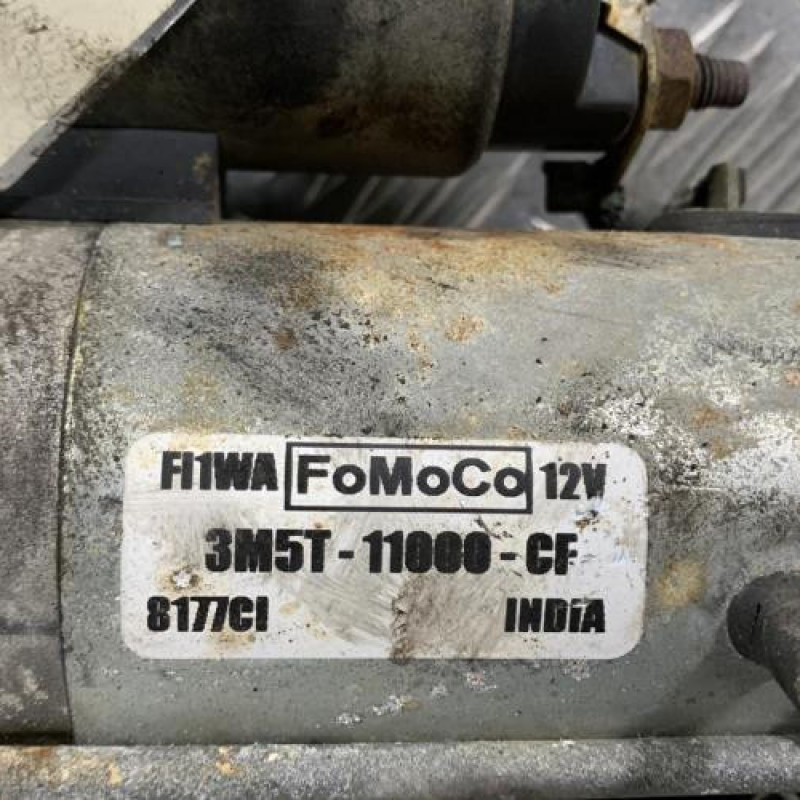 FI1WA FoMoCo 12V
3M5T-11000-CF
8177CI INDIA